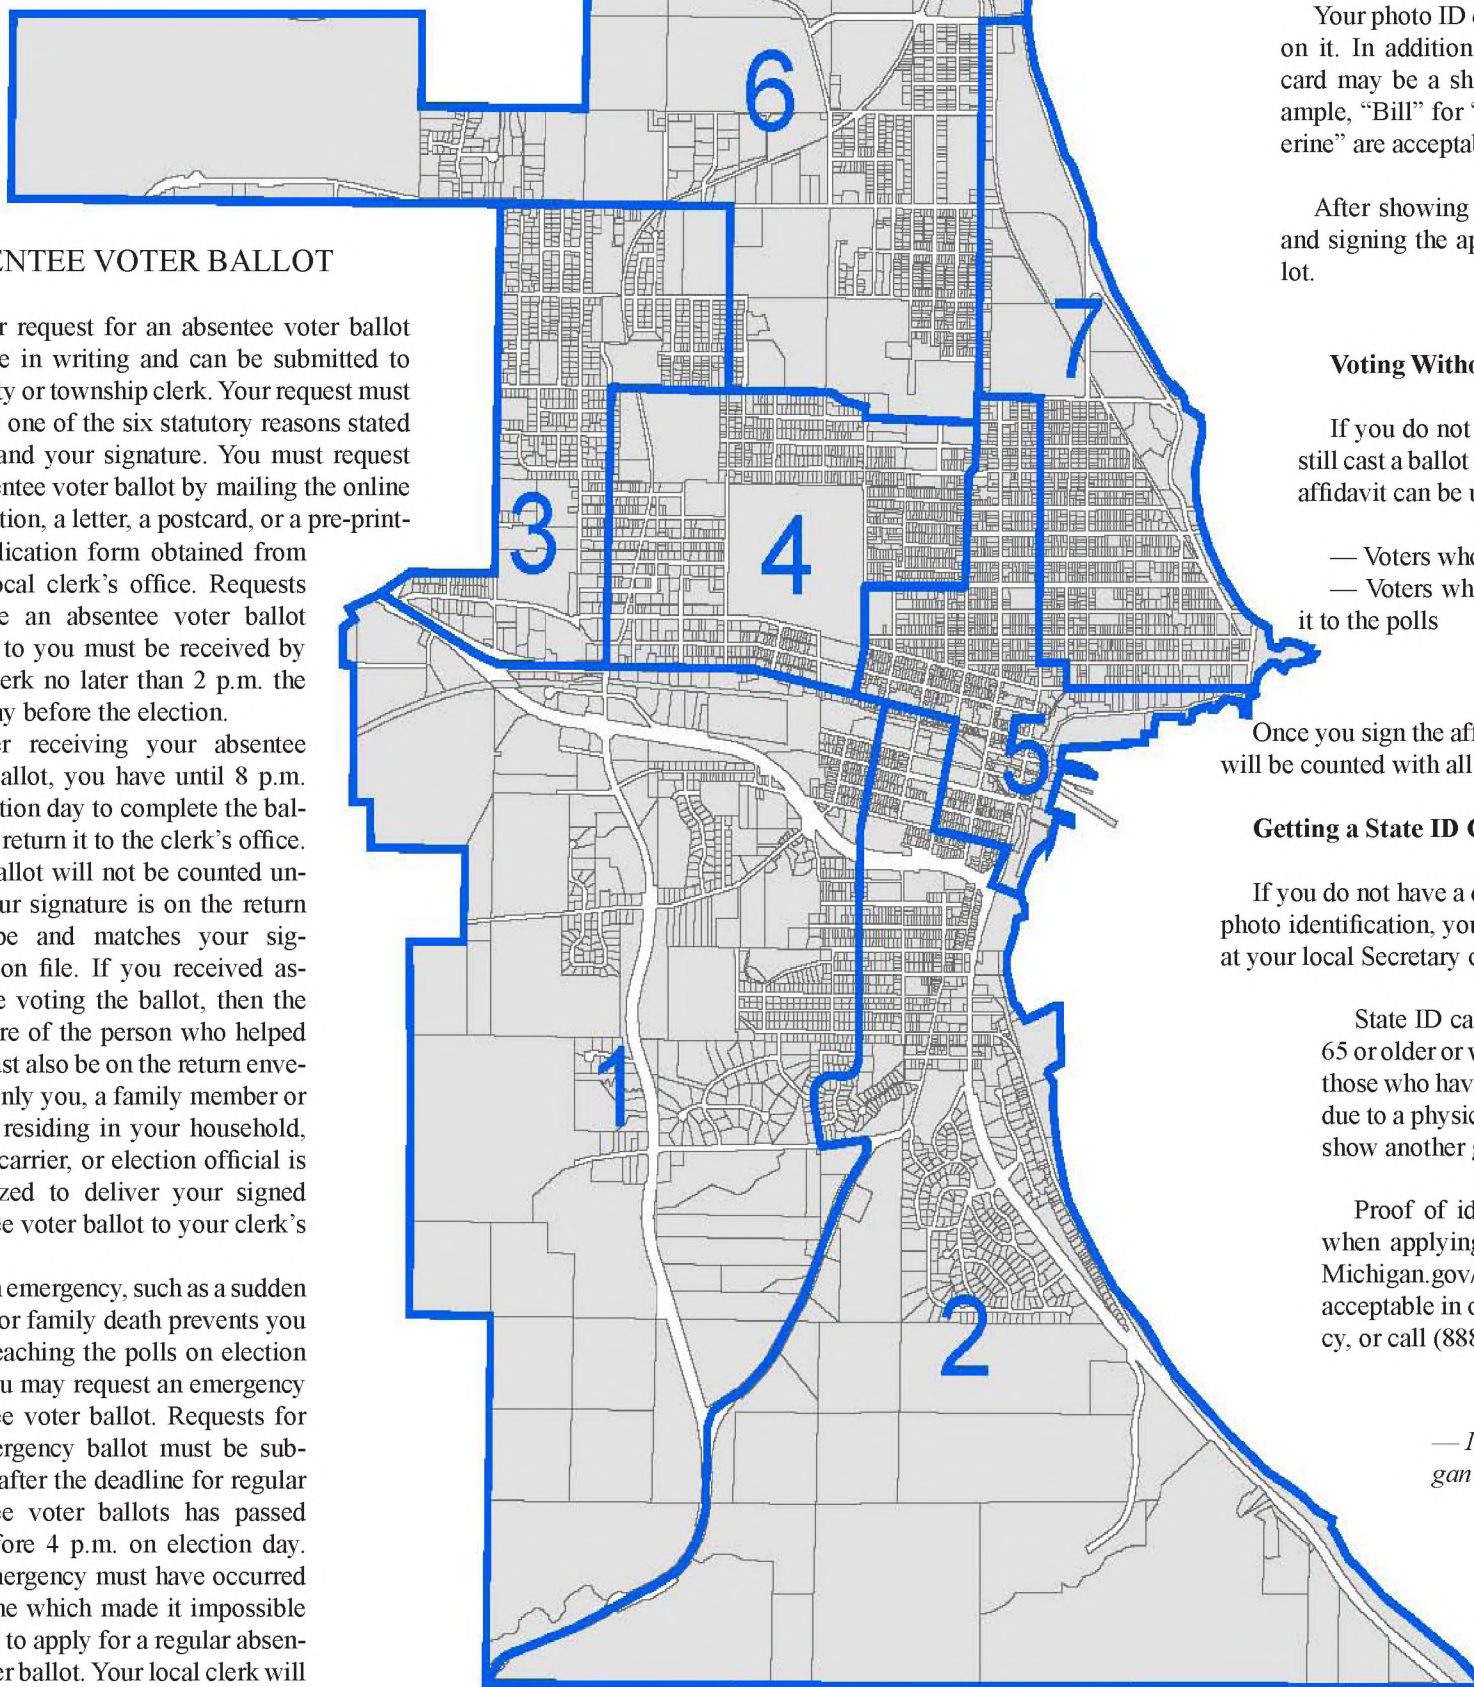 ENTEE VOTER BALLOT
r request for an absentee voter ballot
e in writing and can be submitted to
ty or township clerk. Your request must
one of the six statutory reasons stated
and your signature. You must request
entee voter ballot by mailing the online
tion, a letter, a postcard, or a pre-print-
lication form obtained from
ocal clerk's office. Requests
e an absentee voter ballot
to you must be received by
erk no later than 2 p.m. the
ay before the election.
er receiving your absentee
allot, you have until 8 p.m.
tion day to complete the bal-
return it to the clerk's office.
allot will not be counted un-
ur signature is on the return
pe and matches your sig-
on file. If you received as-
e voting the ballot, then the
re of the person who helped
ust also be on the return enve-
nly you, a family member or
residing in your household,
carrier, or election official is
zed to deliver your signed
ee voter ballot to your clerk's
n emergency, such as a sudden
or family death prevents you
eaching the polls on election
u may request an emergency
ee voter ballot. Requests for
ergency ballot must be sub-
after the deadline for regular
ee voter ballots has passed
fore 4 p.m. on election day.
mergency must have occurred
me which made it impossible
to apply for a regular absen-
er ballot. Your local clerk will
6
7
3
4
5
1
2
Your photo ID
on it. In addition
card may be a sh
ample, “Bill” for “
erine” are acceptab
After showing
and signing the ap
lot.
Voting Witho
If you do not
still cast a ballot
affidavit can be u
— Voters who
— Voters wh
it to the polls
Once you sign the aff
will be counted with all
Getting a State ID C
If you do not have a
photo identification, you
at your local Secretary o
State ID ca
65 or older or w
those who hav
due to a physic
show another g
Proof of id
when applying
Michigan.gov/
acceptable in
cy, or call (888
— I
gan